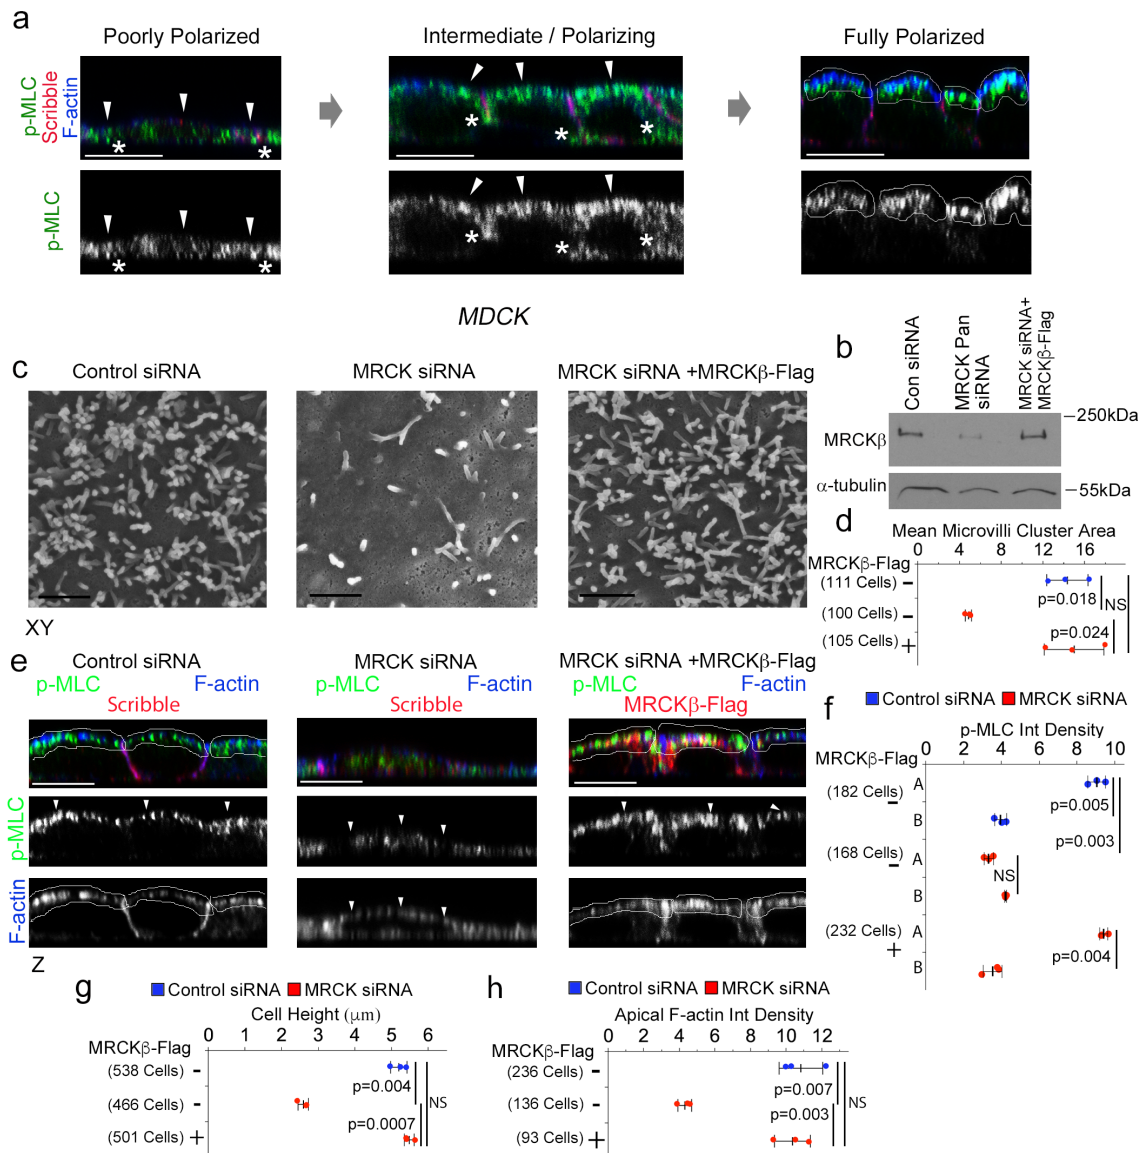 a
Poorly Polarized
Intermediate / Polarizing
Fully Polarized
p-MLC
Scribble
F-actin
*
*
*
*
*
p-MLC
*
*
*
*
*
MDCK
c
Control siRNA
MRCK siRNA
MRCK siRNA +MRCKβ-Flag
XY
b
Con siRNA
MRCK Pan
siRNA
MRCK siRNA+
MRCKβ-Flag
MRCKβ
–250kDa
α-tubulin
–55kDa
d
Mean Microvilli Cluster Area
0 4 8 12 16
MRCKβ-Flag
(111 Cells) –
p=0.018
NS
(100 Cells) –
p=0.024
(105 Cells) +
e
Control siRNA
MRCK siRNA
MRCK siRNA +MRCKβ-Flag
p-MLC F-actin
Scribble
p-MLC F-actin
Scribble
p-MLC F-actin
MRCKβ-Flag
p-MLC
F-actin
Z
f
Control siRNA MRCK siRNA
p-MLC Int Density
0 2 4 6 8 10
MRCKβ-Flag
(182 Cells) –
A
p=0.005
B
p=0.003
(168 Cells) –
A
NS
B
(232 Cells) +
A
p=0.004
B
g
Control siRNA MRCK siRNA
Cell Height (μm)
0 1 2 3 4 5 6
MRCKβ-Flag
(538 Cells) –
p=0.004
(466 Cells) –
NS
p=0.0007
(501 Cells) +
h
Control siRNA MRCK siRNA
Apical F-actin Int Density
0 2 4 6 8 10 12
MRCKβ-Flag
(236 Cells) –
p=0.007
(136 Cells) –
NS
p=0.003
(93 Cells) +